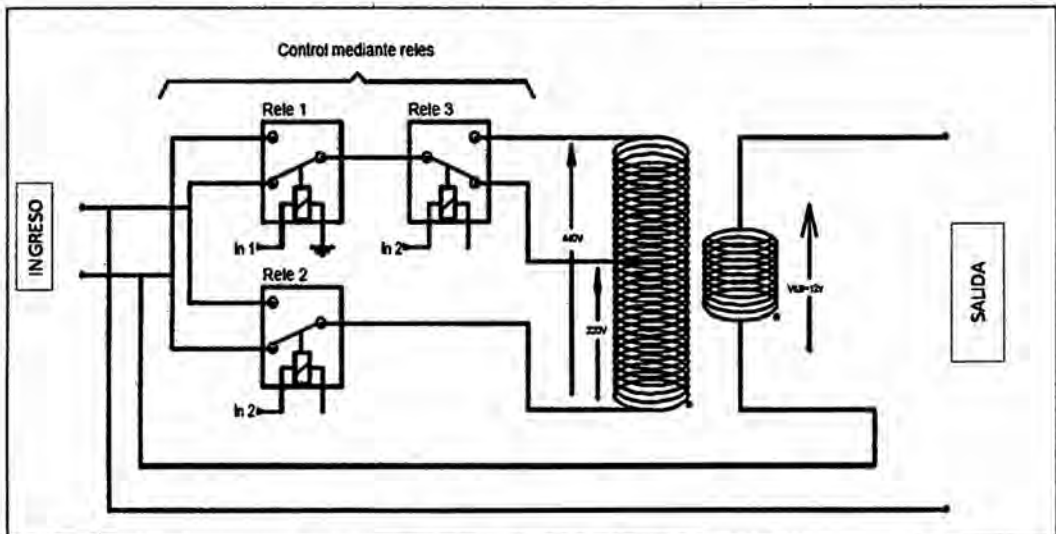 Control mediante reles
Rele 1
Rele 3
INGRESO
In 1
In 2
Rele 2
In 2
440V
220V
SALIDA